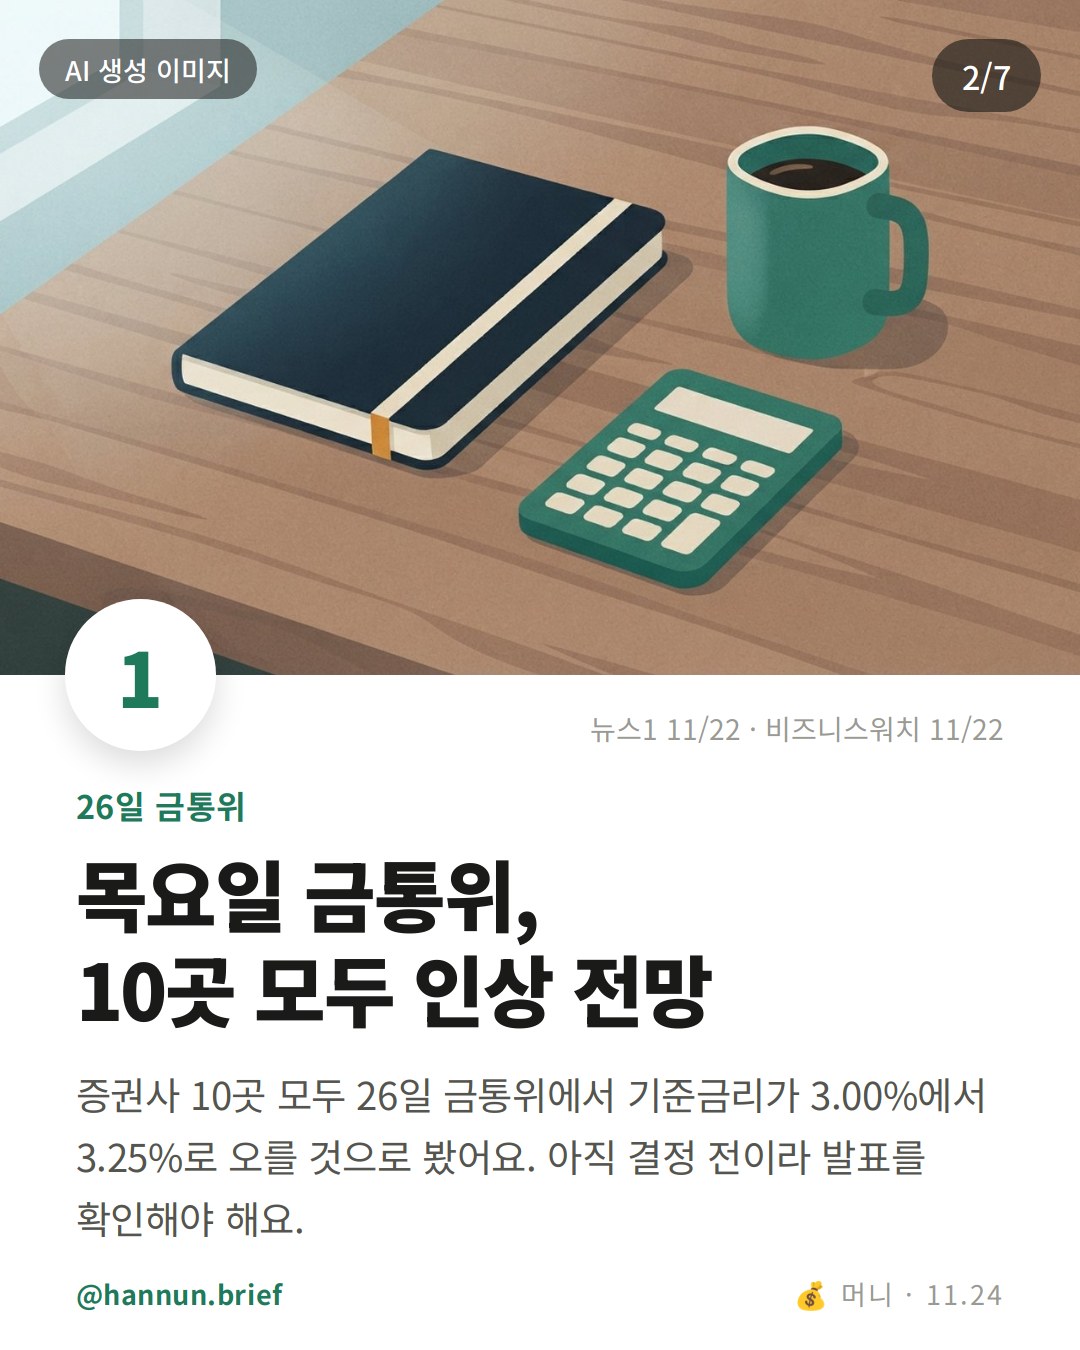 AI 생성 이미지
2/7
1
뉴스1 11/22 · 비즈니스워치 11/22
26일 금통위
목요일 금통위,
10곳 모두 인상 전망
증권사 10곳 모두 26일 금통위에서 기준금리가 3.00%에서
3.25%로 오를 것으로 봤어요. 아직 결정 전이라 발표를
확인해야 해요.
@hannun.brief
💰 머니 · 11.24